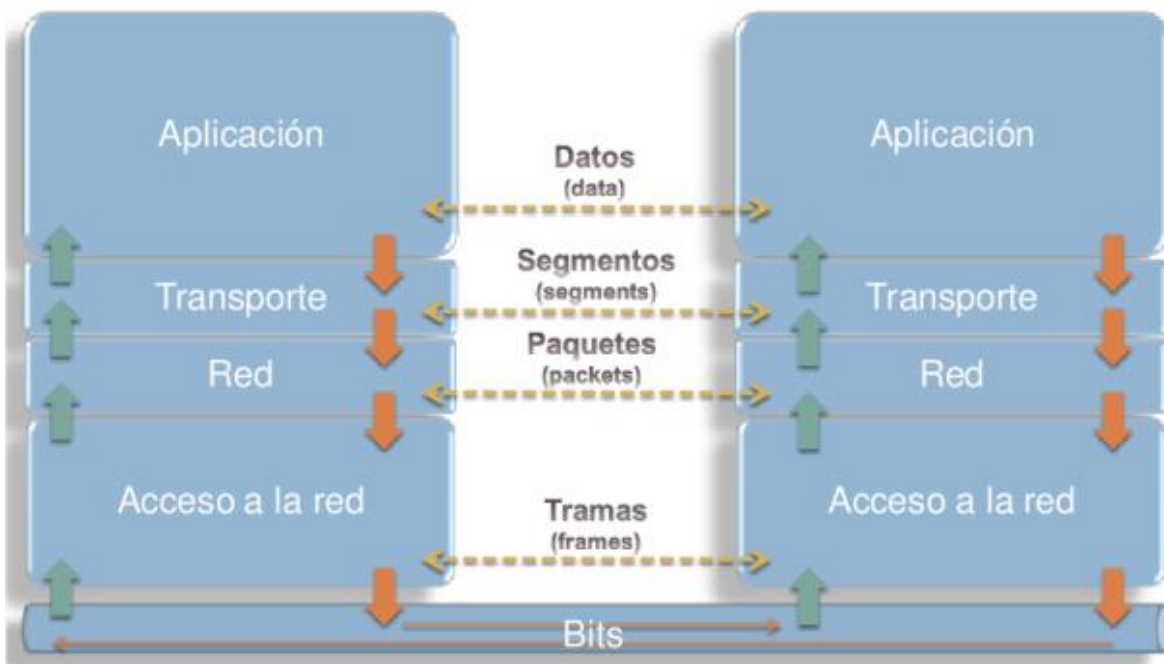 Aplicación
Aplicación
Datos
(data)
Segmentos
(segments)
Transporte
Transporte
Paquetes
(packets)
Red
Red
Acceso a la red
Acceso a la red
Tramas
(frames)
Bits